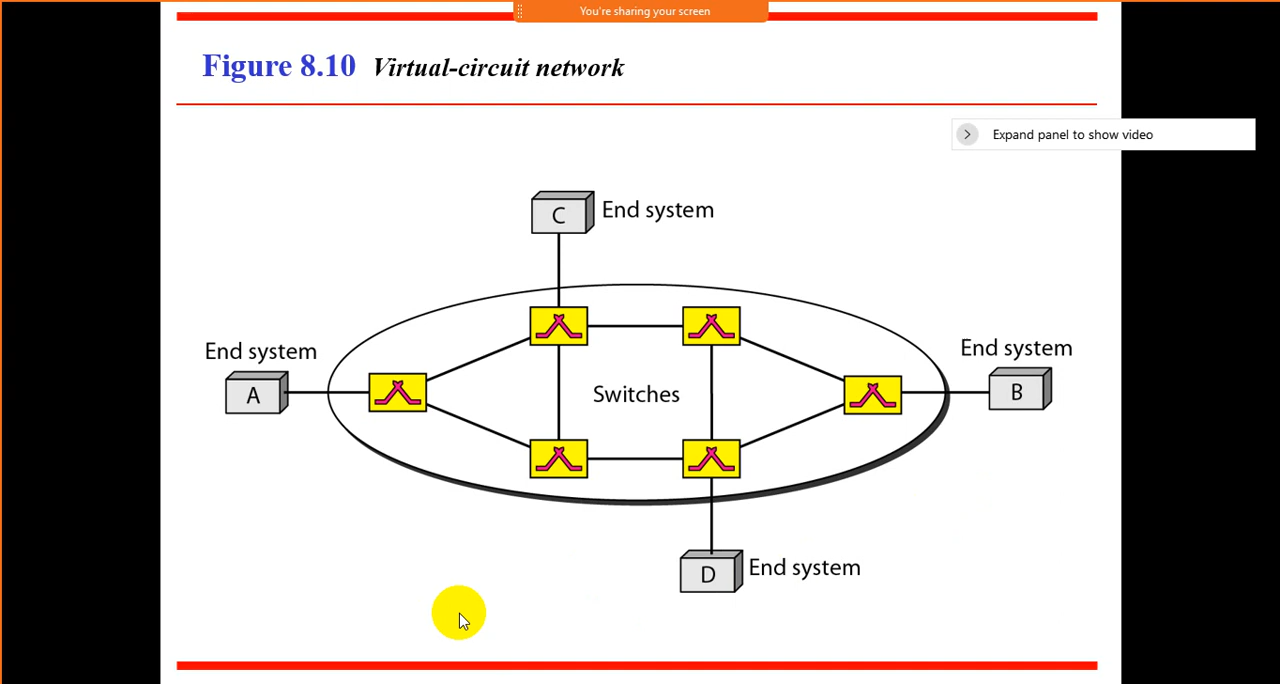 You're sharing your screen
Figure 8.10 Virtual-circuit network
Expand panel to show video
C End system
End system
A
Switches
End system
B
D End system